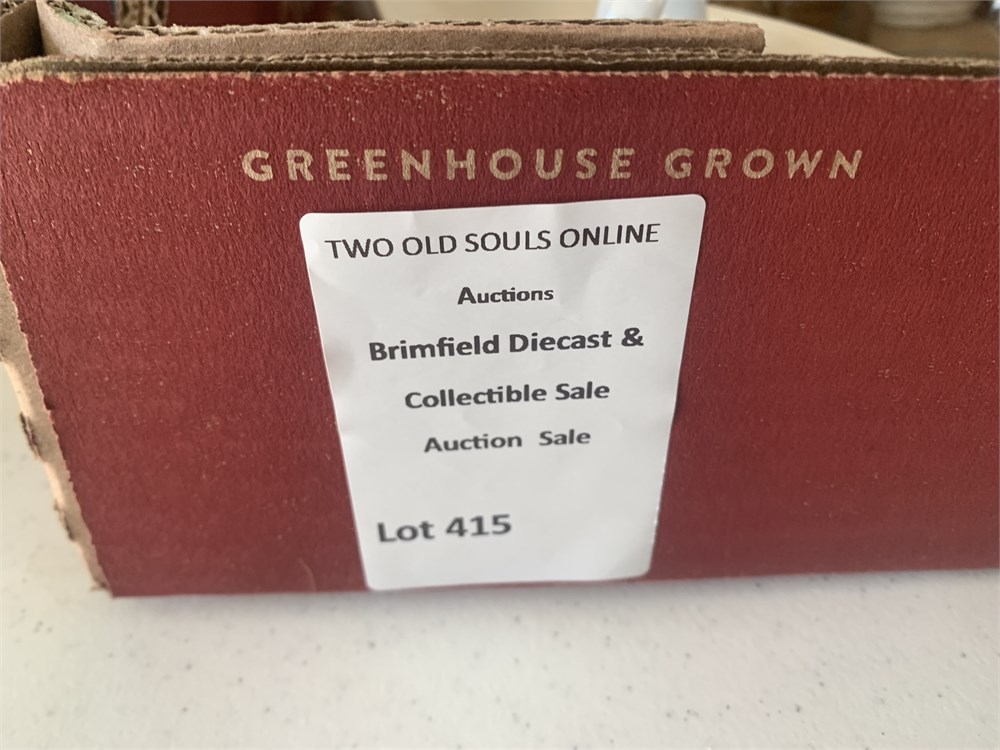 GREENHOUSE GROWN
TWO OLD SOULS ONLINE
Auctions
Brimfield Diecast &
Collectible Sale
Auction Sale
Lot 415